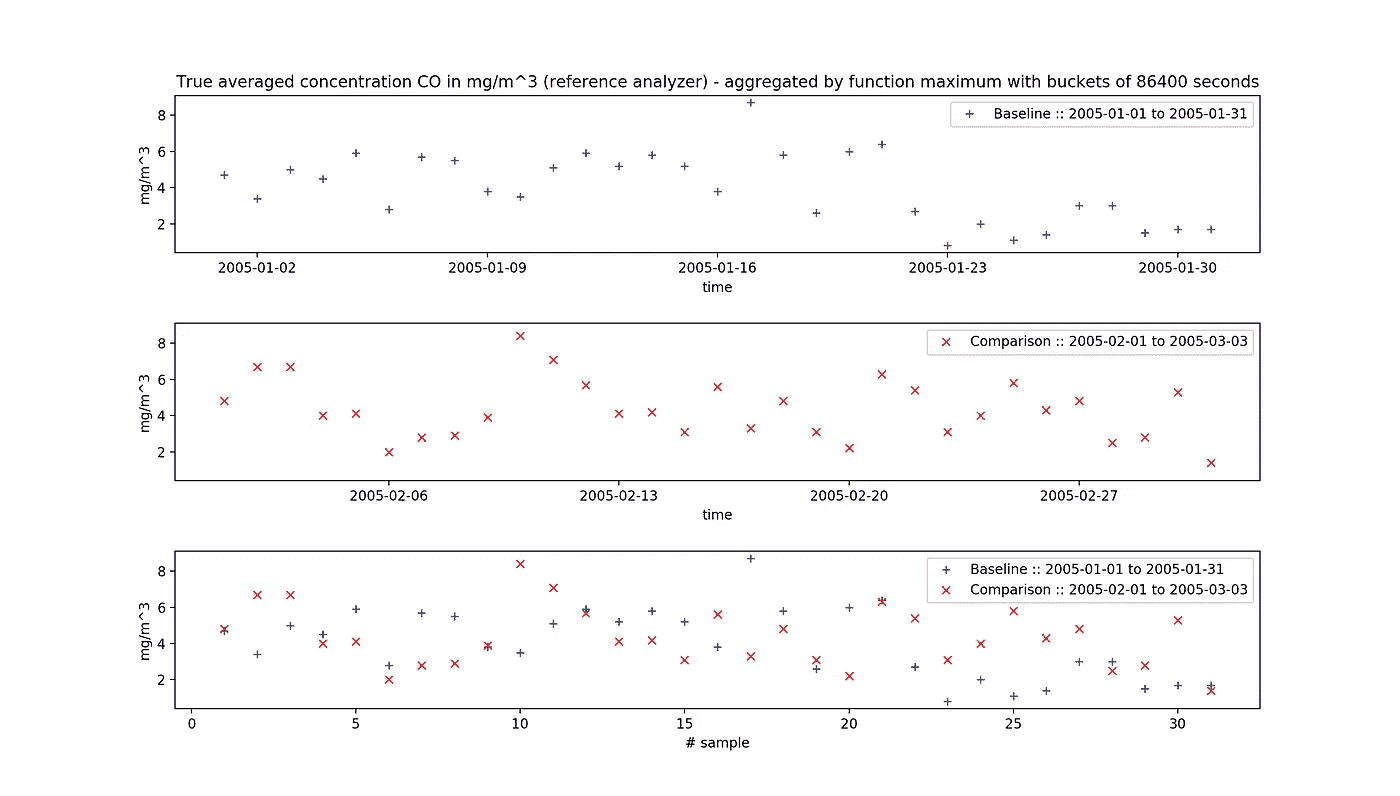 True averaged concentration CO in mg/m^3 (reference analyzer) - aggregated by function maximum with buckets of 86400 seconds
Baseline :: 2005-01-01 to 2005-01-31
mg/m^3
8
6
4
2
2005-01-02 2005-01-09 2005-01-16 2005-01-23 2005-01-30
time
Comparison :: 2005-02-01 to 2005-03-03
mg/m^3
8
6
4
2
2005-02-06 2005-02-13 2005-02-20 2005-02-27
time
Baseline :: 2005-01-01 to 2005-01-31
Comparison :: 2005-02-01 to 2005-03-03
mg/m^3
8
6
4
2
0 5 10 15 20 25 30
# sample